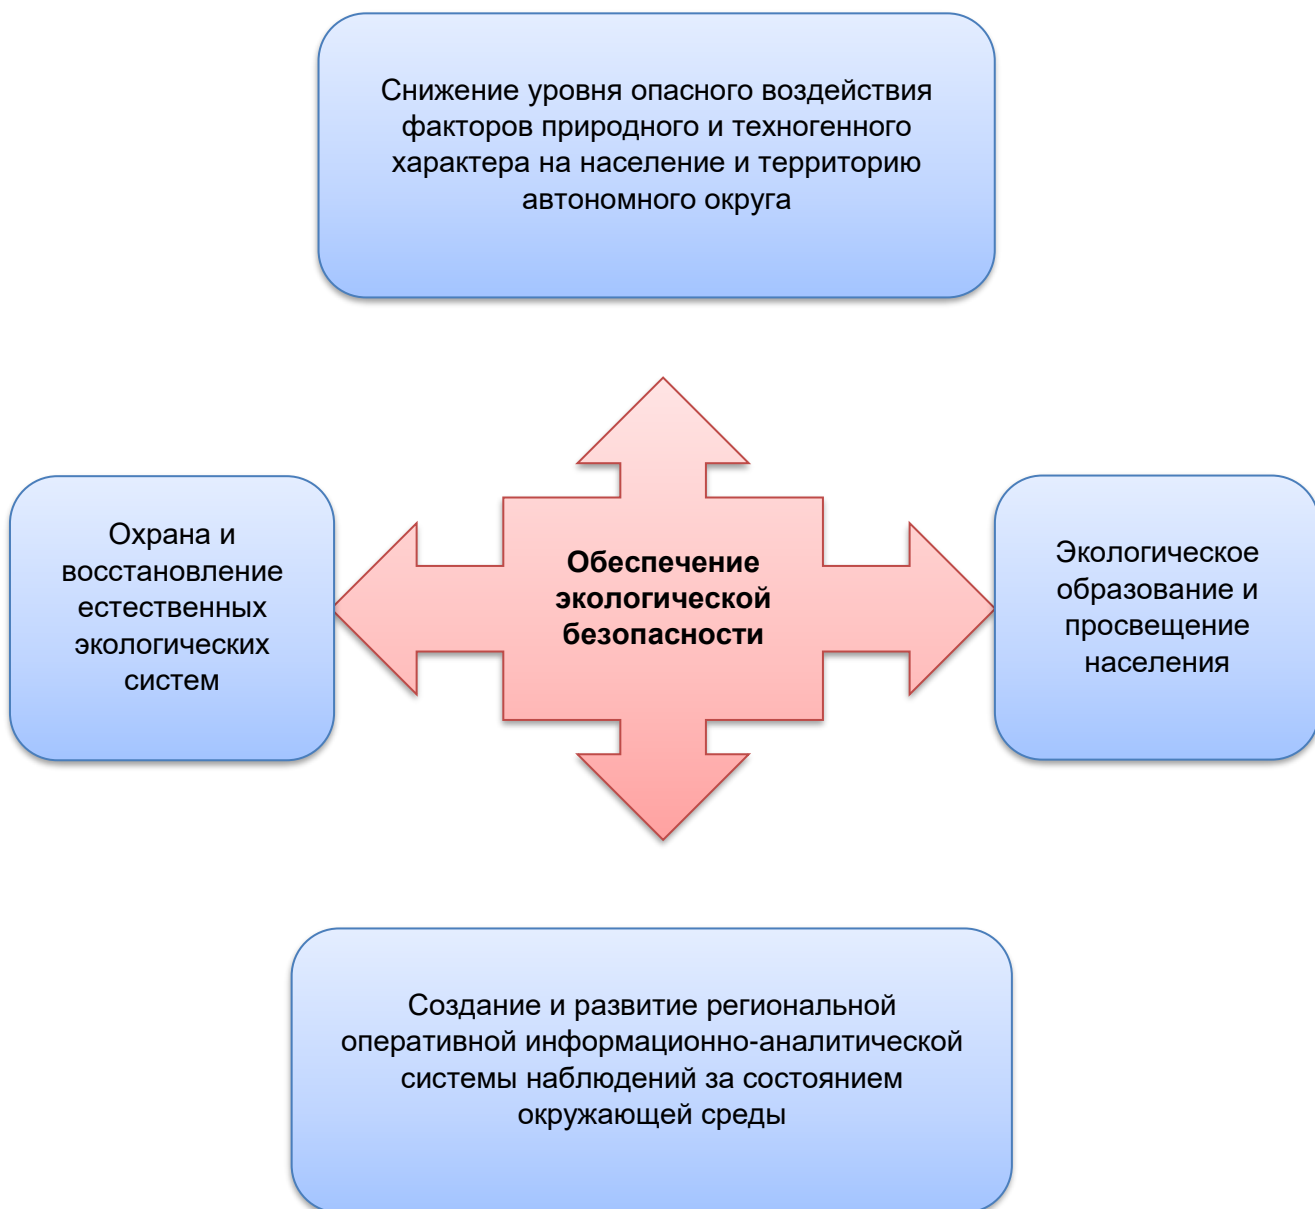 Снижение уровня опасного воздействия
факторов природного и техногенного
характера на население и территорию
автономного округа
Охрана и
восстановление
естественных
экологических
систем
Обеспечение
экологической
безопасности
Экологическое
образование и
просвещение
населения
Создание и развитие региональной
оперативной информационно-аналитической
системы наблюдений за состоянием
окружающей среды